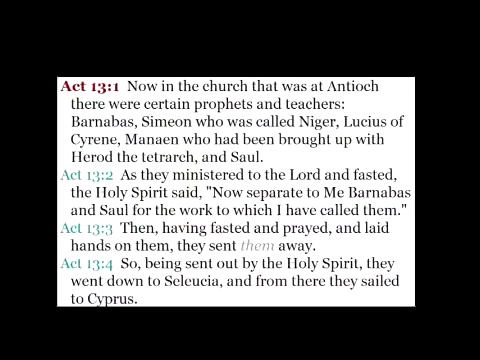 Act 13:1 Now in the church that was at Antioch
there were certain prophets and teachers:
Barnabas, Simeon who was called Niger, Lucius of
Cyrene, Manaen who had been brought up with
Herod the tetrarch, and Saul.
Act 13:2 As they ministered to the Lord and fasted,
the Holy Spirit said, "Now separate to Me Barnabas
and Saul for the work to which I have called them."
Act 13:3 Then, having fasted and prayed, and laid
hands on them, they sent them away.
Act 13:4 So, being sent out by the Holy Spirit, they
went down to Seleucia, and from there they sailed
to Cyprus.